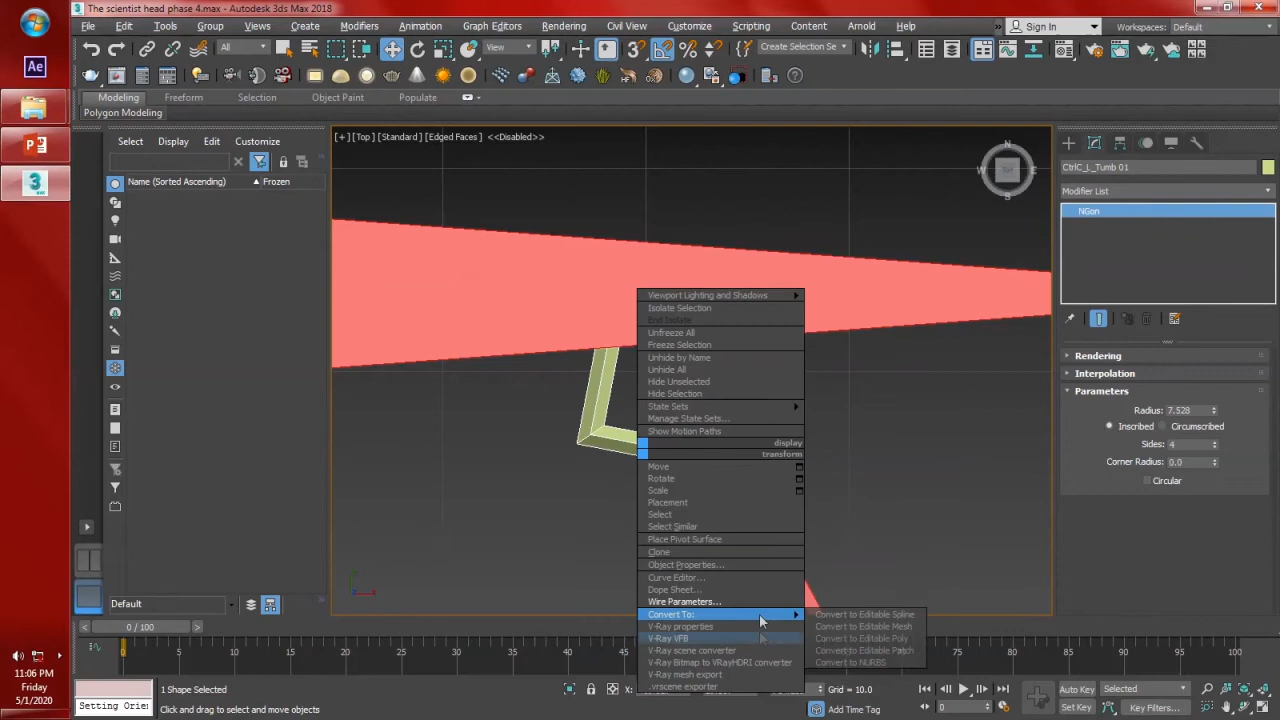 The scientist head phase 4.max - Autodesk 3ds Max 2018
File Edit Tools Group Views Create Modifiers Animation Graph Editors Rendering Civil View Customize Scripting Content Arnold » Sign In Workspaces: Default
All View Create Selection Se
Modeling Freeform Selection Object Paint Populate
Polygon Modeling
Select Display Edit Customize
Name (Sorted Ascending) Frozen
[+] [Top] [Standard] [Edged Faces] <<Disabled>>
N
W E
S
CtrlC_L_Tumb 01
Modifier List
NGon
Rendering
Interpolation
Parameters
Radius: 7.528
Inscribed Circumscribed
Sides: 4
Corner Radius: 0.0
Circular
Viewport Lighting and Shadows
Isolate Selection
End Isolate
Unfreeze All
Freeze Selection
Unhide by Name
Unhide All
Hide Unselected
Hide Selection
State Sets
Manage State Sets...
Show Motion Paths
display
transform
Move
Rotate
Scale
Placement
Select
Select Similar
Place Pivot Surface
Clone
Object Properties...
Curve Editor...
Dope Sheet...
Wire Parameters...
Convert To:
V-Ray properties
V-Ray VFB
V-Ray scene converter
V-Ray Bitmap to VRayHDRI converter
V-Ray mesh export
.vrscene exporter
Convert to Editable Spline
Convert to Editable Mesh
Convert to Editable Poly
Convert to Editable Patch
Convert to NURBS
Default
0 / 100
0 5 10 15 20 25 30 35 40 45 50 75 80 85 90 95 100
1 Shape Selected
Click and drag to select and move objects
Setting Orie
X:
Grid = 10.0
Add Time Tag
0
Auto Key Selected
Set Key Key Filters...
Ae
P
3
11:06 PM
Friday
5/1/2020